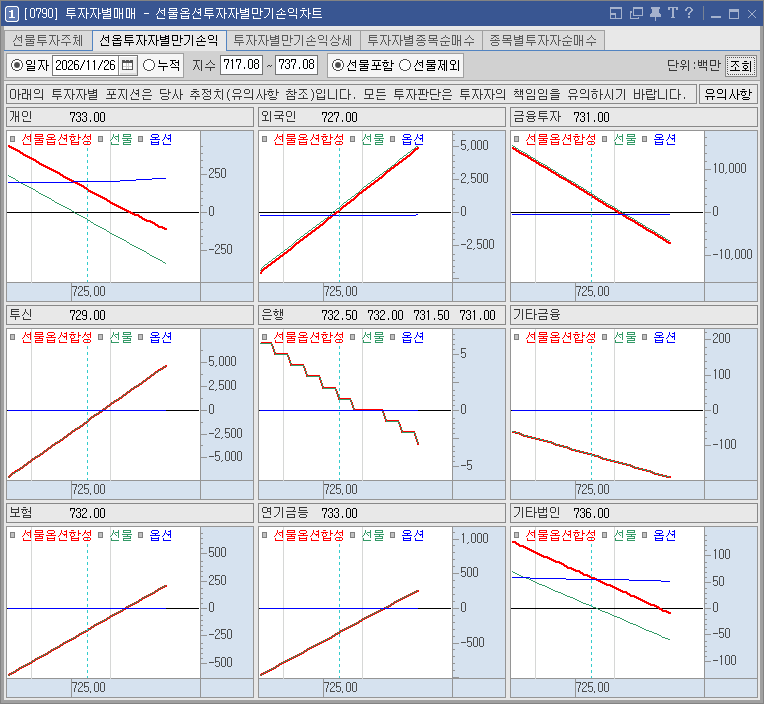 1 [0790] 투자자별매매 - 선물옵션투자자별만기손익차트 T ?
선물투자주체 선옵투자자별만기손익 투자자별만기손익상세 투자자별종목순매수 종목별투자자순매수
일자 2026/11/26 누적 지수 717.08 ~ 737.08 선물포함 선물제외 단위:백만 조회
아래의 투자자별 포지션은 당사 추정치(유의사항 참조)입니다. 모든 투자판단은 투자자의 책임임을 유의하시기 바랍니다. 유의사항
개인 733.00
선물옵션합성 선물 옵션
250
0
-250
725,00
외국인 727.00
선물옵션합성 선물 옵션
5,000
2,500
0
-2,500
725,00
금융투자 731.00
선물옵션합성 선물 옵션
10,000
0
-10,000
725,00
투신 729.00
선물옵션합성 선물 옵션
5,000
2,500
0
-2,500
-5,000
725,00
은행 732.50 732.00 731.50 731.00
선물옵션합성 선물 옵션
5
0
-5
725,00
기타금융
선물옵션합성 선물 옵션
200
100
0
-100
725,00
보험 732.00
선물옵션합성 선물 옵션
500
250
0
-250
-500
725,00
연기금등 733.00
선물옵션합성 선물 옵션
1,000
500
0
-500
725,00
기타법인 736.00
선물옵션합성 선물 옵션
100
50
0
-50
-100
725,00